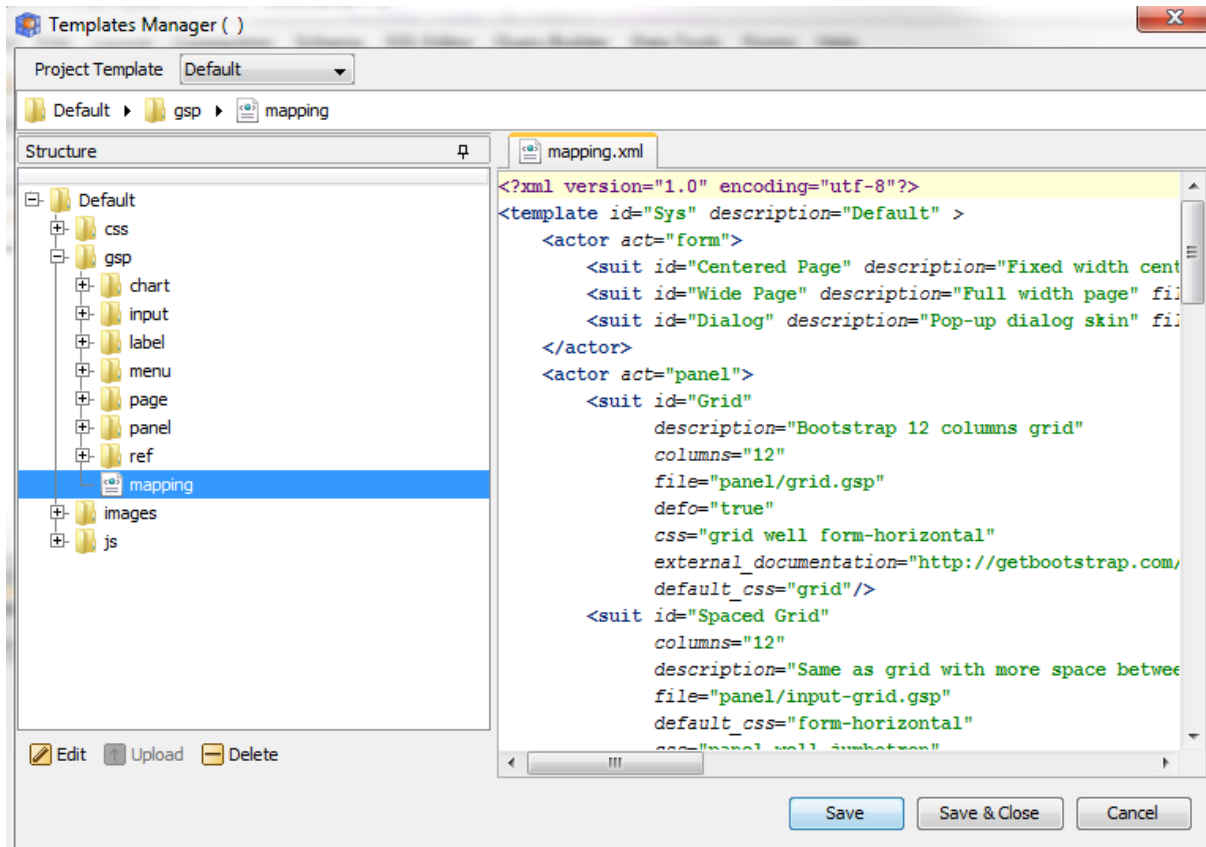 Templates Manager ( )
Project Template Default
Default gsp mapping
Structure
Default
css
gsp
chart
input
label
menu
page
panel
ref
mapping
images
js
Edit Upload Delete
mapping.xml
<?xml version="1.0" encoding="utf-8"?>
<template id="Sys" description="Default" >
<actor act="form">
<suit id="Centered Page" description="Fixed width cent
<suit id="Wide Page" description="Full width page" fil
<suit id="Dialog" description="Pop-up dialog skin" fil
</actor>
<actor act="panel">
<suit id="Grid"
description="Bootstrap 12 columns grid"
columns="12"
file="panel/grid.gsp"
defo="true"
css="grid well form-horizontal"
external_documentation="http://getbootstrap.com/
default_css="grid"/>
<suit id="Spaced Grid"
columns="12"
description="Same as grid with more space betwee
file="panel/input-grid.gsp"
default_css="form-horizontal"
css="panel well jumbotron"
Save Save & Close Cancel